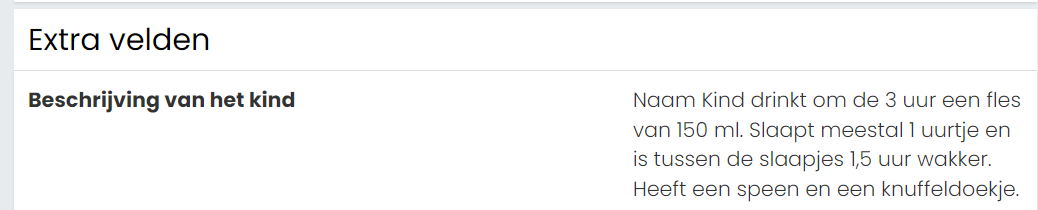 Extra velden
Beschrijving van het kind
Naam Kind drinkt om de 3 uur een fles
van 150 ml. Slaapt meestal 1 uurtje en
is tussen de slaapjes 1,5 uur wakker.
Heeft een speen en een knuffeldoekje.